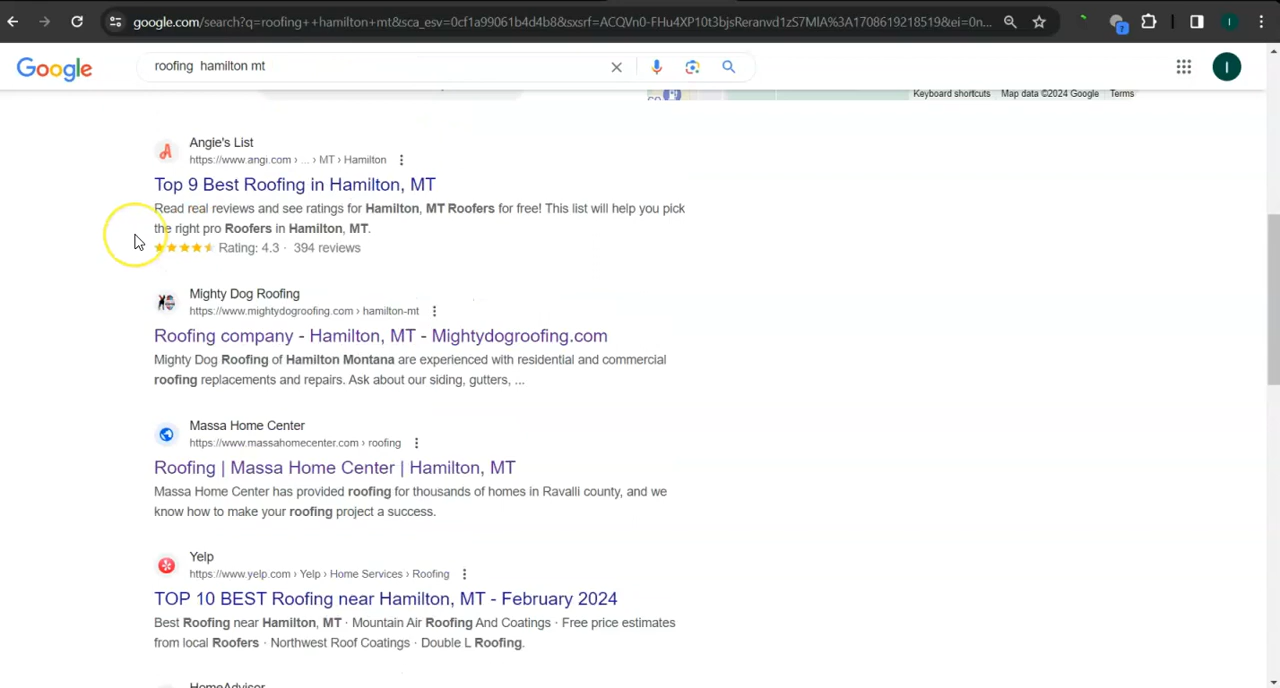 google.com/search?q=roofing++hamilton+mt&sca_esv=0cf1a99061b4d4b8&sxsrf=ACQVn0-FHu4XP10t3bjsReranvd1zS7MlA%3A1708619218519&ei=0n...
Google
roofing  hamilton mt
I
Keyboard shortcuts
Map data ©2024 Google
Terms
Angie's List
https://www.angi.com › ... › MT › Hamilton
Top 9 Best Roofing in Hamilton, MT
Read real reviews and see ratings for Hamilton, MT Roofers for free! This list will help you pick
the right pro Roofers in Hamilton, MT.
Rating: 4.3 · 394 reviews
Mighty Dog Roofing
https://www.mightydogroofing.com › hamilton-mt
Roofing company - Hamilton, MT - Mightydogroofing.com
Mighty Dog Roofing of Hamilton Montana are experienced with residential and commercial
roofing replacements and repairs. Ask about our siding, gutters, ...
Massa Home Center
https://www.massahomecenter.com › roofing
Roofing | Massa Home Center | Hamilton, MT
Massa Home Center has provided roofing for thousands of homes in Ravalli county, and we
know how to make your roofing project a success.
Yelp
https://www.yelp.com › Yelp › Home Services › Roofing
TOP 10 BEST Roofing near Hamilton, MT - February 2024
Best Roofing near Hamilton, MT · Mountain Air Roofing And Coatings · Free price estimates
from local Roofers · Northwest Roof Coatings · Double L Roofing.
HomeAdvisor